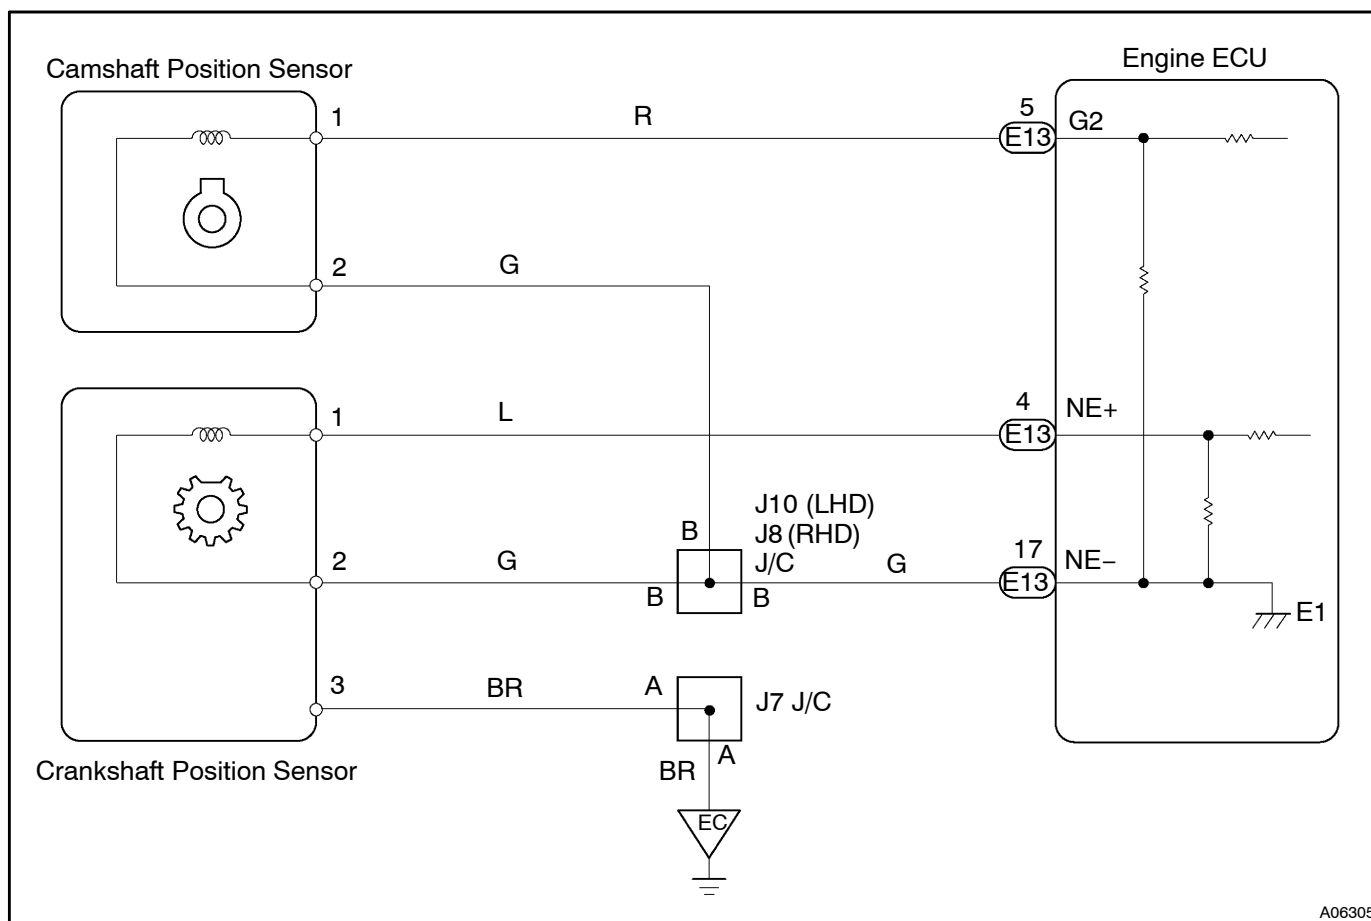 Camshaft Position Sensor
Engine ECU
1
R
5
E13
G2
2
G
1
L
4
E13
NE+
J10 (LHD)
J8 (RHD)
J/C
B
2
G
B
B
G
17
E13
NE−
E1
3
BR
A
J7 J/C
A
BR
EC
Crankshaft Position Sensor
A06305